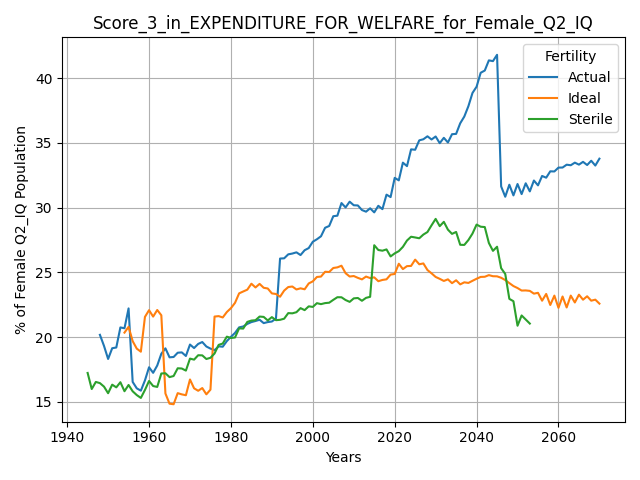 Score_3_in_EXPENDITURE_FOR_WELFARE_for_Female_Q2_IQ
% of Female Q2_IQ Population
40
35
30
25
20
15
Fertility
Actual
Ideal
Sterile
1940 1960 1980 2000 2020 2040 2060
Years